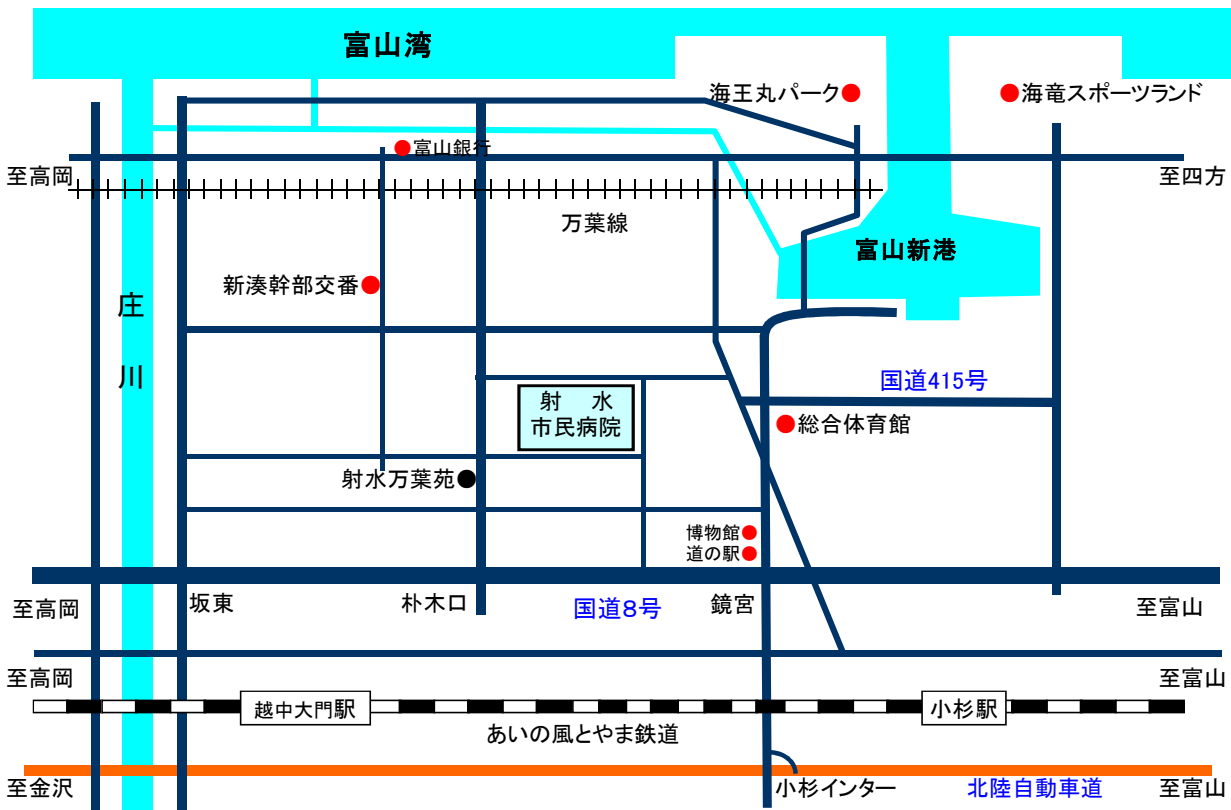 富山湾
海王丸パーク
海竜スポーツランド
富山銀行
至高岡
至四方
万葉線
富山新港
新湊幹部交番
庄川
国道415号
射　水
市民病院
総合体育館
射水万葉苑
博物館
道の駅
至高岡
坂東
朴木口
国道8号
鏡宮
至富山
至高岡
至富山
越中大門駅
小杉駅
あいの風とやま鉄道
至金沢
小杉インター
北陸自動車道
至富山